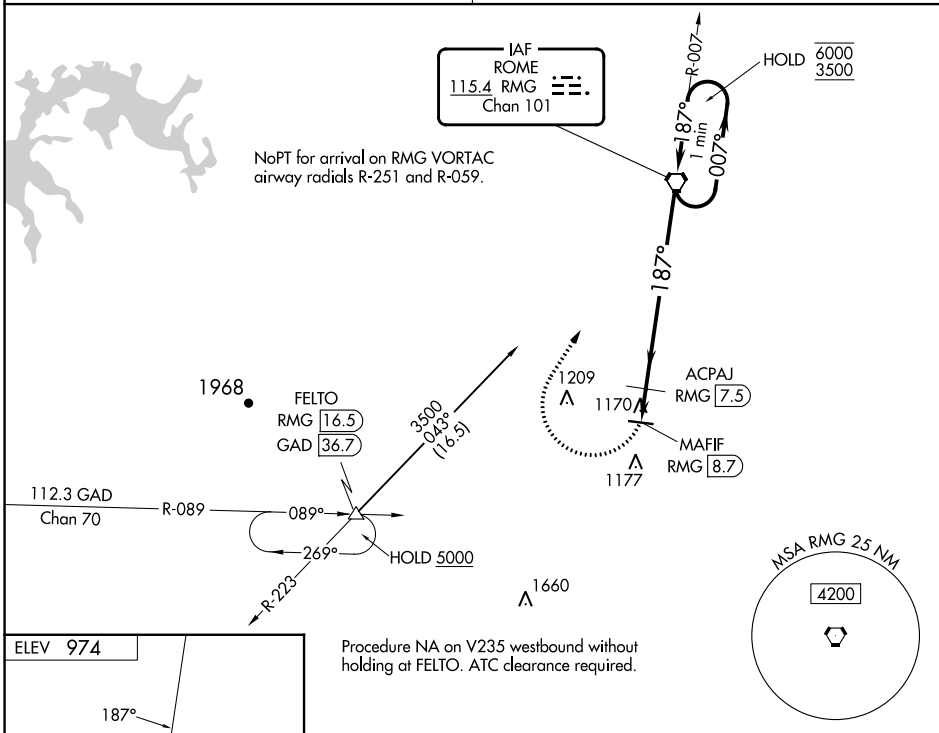 IAF
ROME
115.4 RMG
Chan 101
R-007
HOLD 6000
3500
187°
1 min
007°
NoPT for arrival on RMG VORTAC
airway radials R-251 and R-059.
187°
1968
FELTO
RMG 16.5
GAD 36.7
3500
043°
(16.5)
1209
1170
ACPAJ
RMG 7.5
MAFIF
RMG 8.7
1177
112.3 GAD
Chan 70
R-089
089°
269°
HOLD 5000
R-223
1660
MSA RMG 25 NM
4200
ELEV 974
Procedure NA on V235 westbound without
holding at FELTO. ATC clearance required.
187°